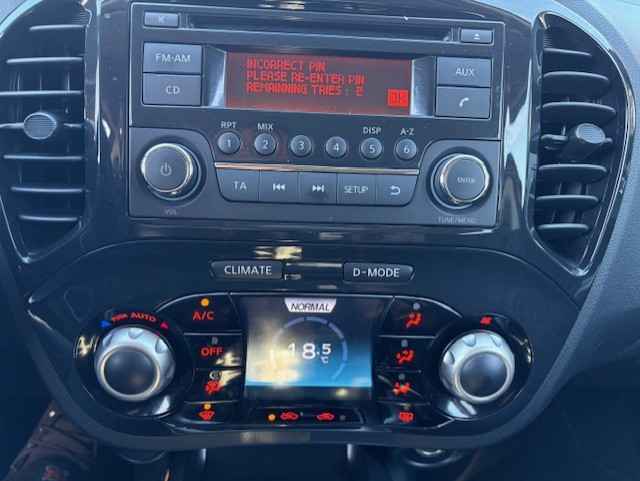 FM·AM
CD
INCORRECT PIN
PLEASE RE-ENTER PIN
REMAINING TRIES : 2
OK
AUX
RPT
MIX
DISP
A-Z
1
2
3
4
5
6
VOL
TA
SETUP
ENTER
TUNE/MENU
CLIMATE
D-MODE
NORMAL
AUTO
A/C
OFF
18.5
°C